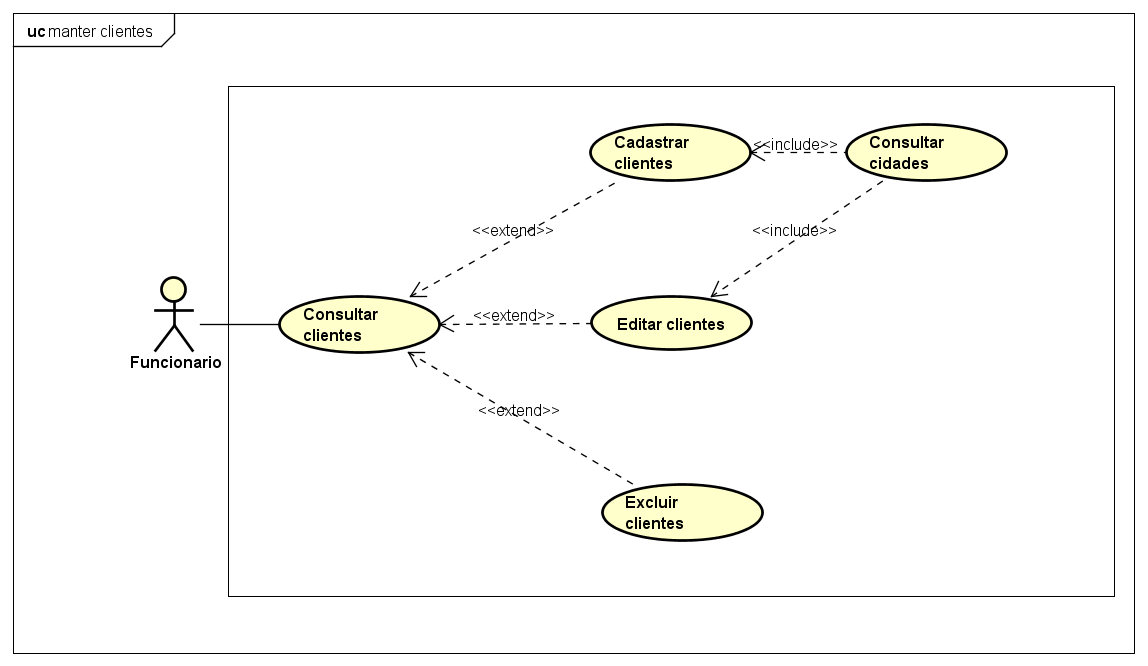 uc manter clientes
Cadastrar
clientes
<<include>>
Consultar
cidades
<<extend>>
<<include>>
Funcionario
Consultar
clientes
<<extend>>
Editar clientes
<<extend>>
Excluir
clientes